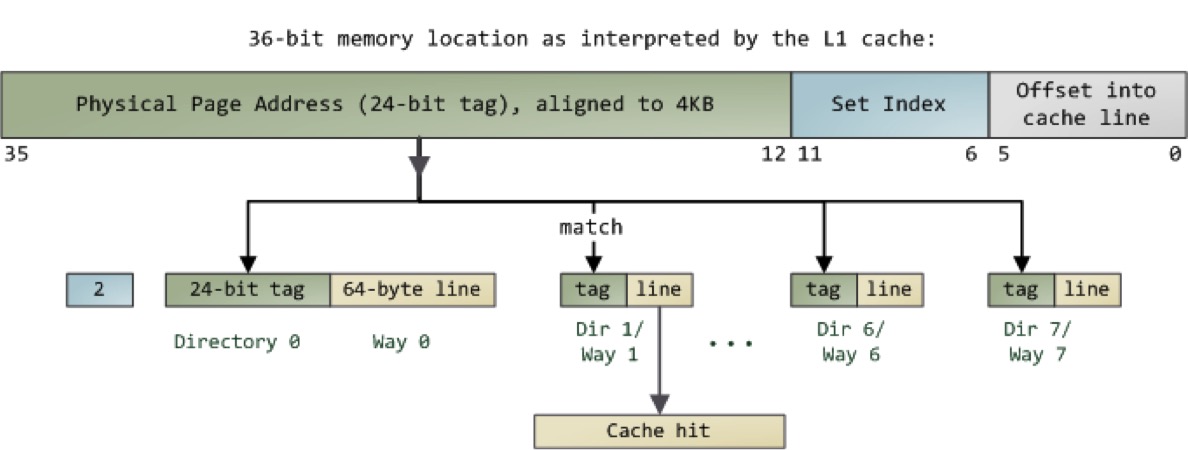 36-bit memory location as interpreted by the L1 cache:
Physical Page Address (24-bit tag), aligned to 4KB
Set Index
Offset into
cache line
35
12
11
6
5
0
match
2
24-bit tag
64-byte line
tag
line
tag
line
tag
line
Directory 0
Way 0
Dir 1/
Way 1
...
Dir 6/
Way 6
Dir 7/
Way 7
Cache hit